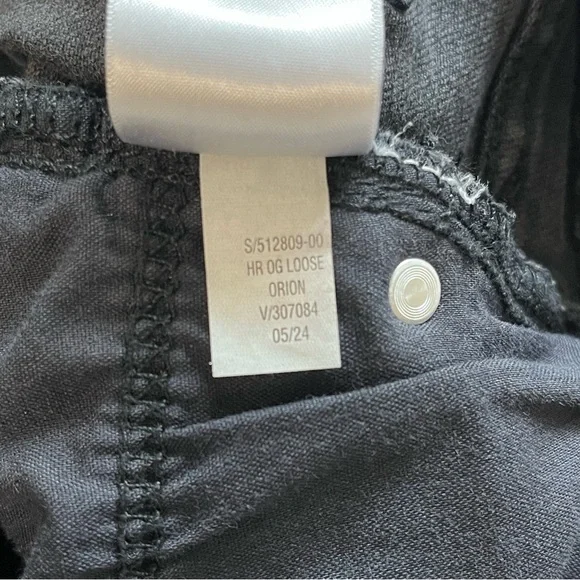 S/512809-00
HR OG LOOSE
ORION
V/307084
05/24